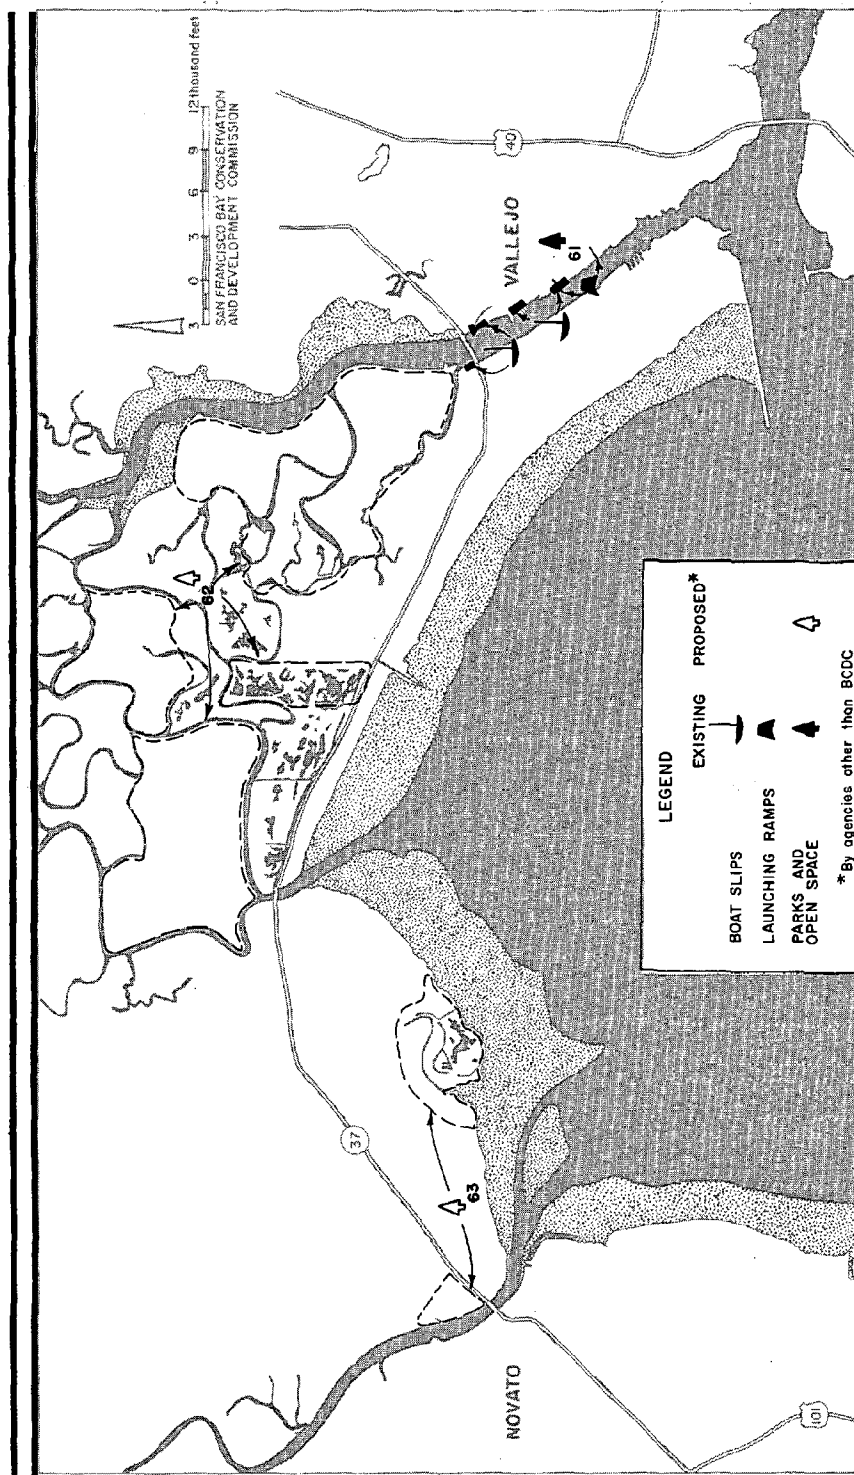 3 0 3 6 9 12 thousand feet
SAN FRANCISCO BAY CONSERVATION
AND DEVELOPMENT COMMISSION
40
VALLEJO
61
62
37
63
NOVATO
101
LEGEND
EXISTING PROPOSED*
BOAT SLIPS
LAUNCHING RAMPS
PARKS AND
OPEN SPACE
*By agencies other than BCDC